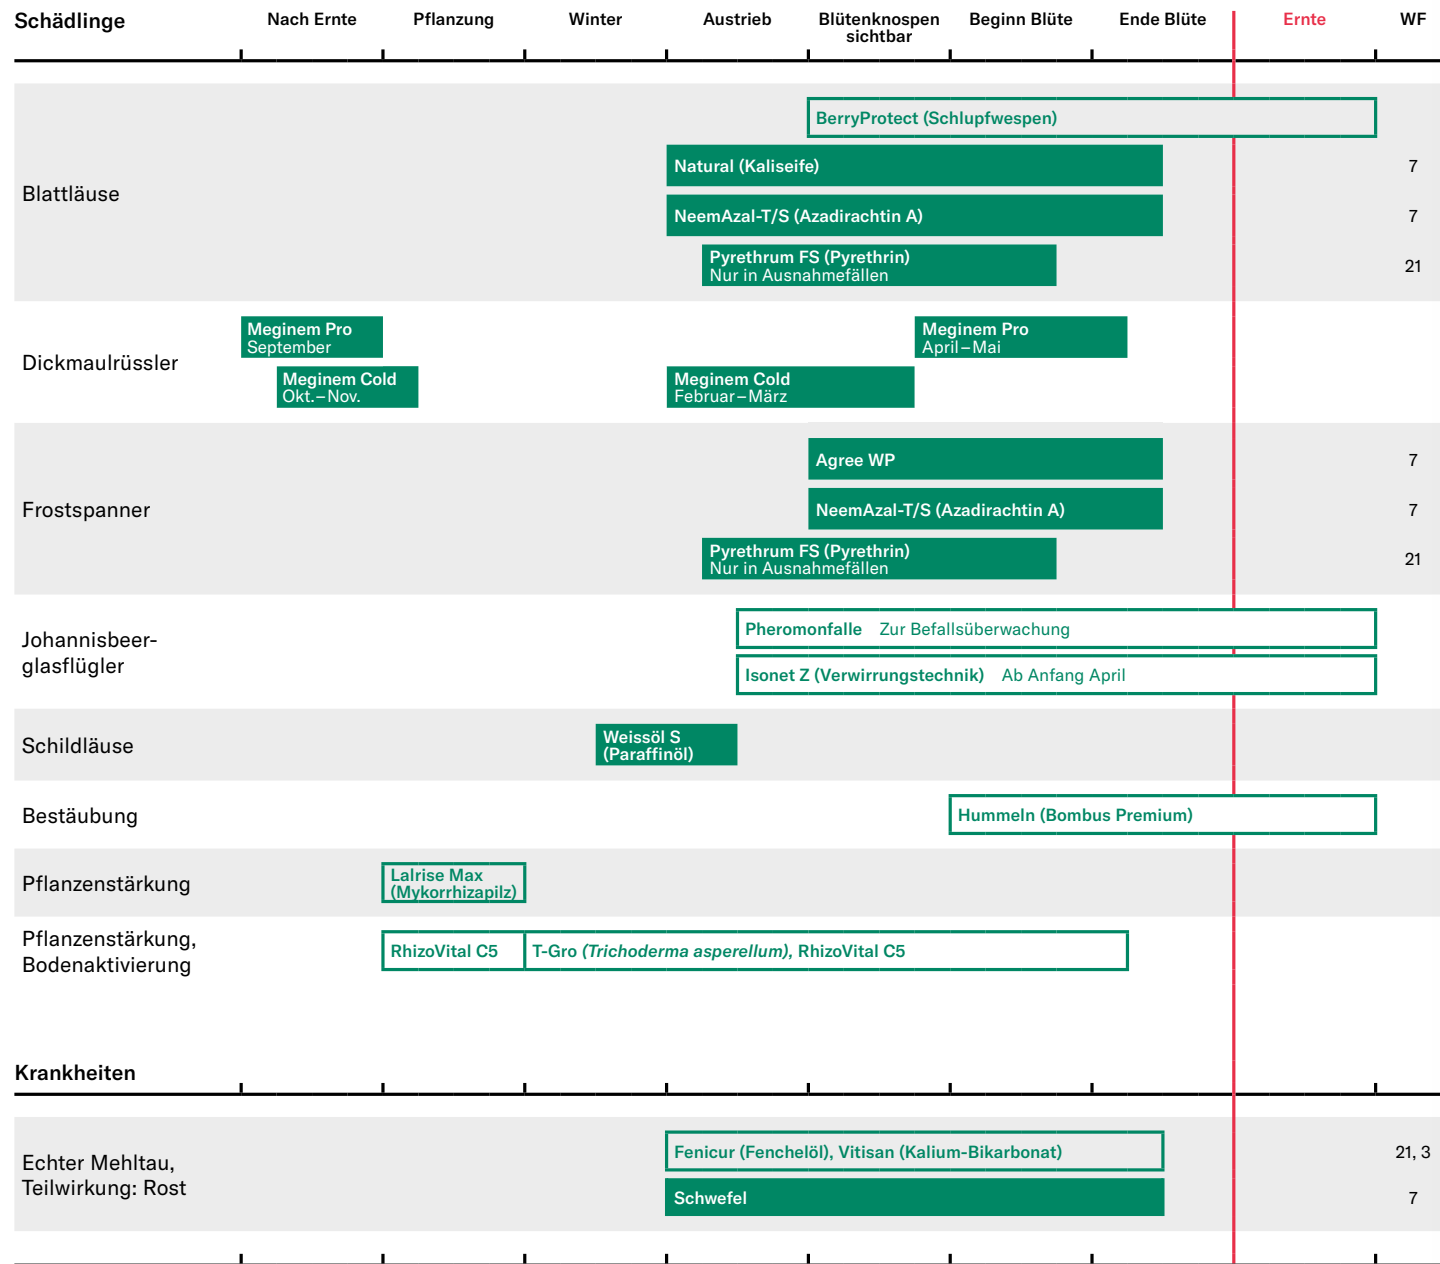 Schädlinge
Nach Ernte
Pflanzung
Winter
Austrieb
Blütenknospen
sichtbar
Beginn Blüte
Ende Blüte
Ernte
WF
Blattläuse
BerryProtect (Schlupfwespen)
Natural (Kaliseife)
7
NeemAzal-T/S (Azadirachtin A)
7
Pyrethrum FS (Pyrethrin)
Nur in Ausnahmefällen
21
Dickmaulrüssler
Meginem Pro
September
Meginem Pro
April–Mai
Meginem Cold
Okt.–Nov.
Meginem Cold
Februar–März
Frostspanner
Agree WP
7
NeemAzal-T/S (Azadirachtin A)
7
Pyrethrum FS (Pyrethrin)
Nur in Ausnahmefällen
21
Johannisbeer-
glasflügler
Pheromonfalle Zur Befallsüberwachung
Isonet Z (Verwirrungstechnik) Ab Anfang April
Schildläuse
Weissöl S
(Paraffinöl)
Bestäubung
Hummeln (Bombus Premium)
Pflanzenstärkung
Lalrise Max
(Mykorrhizapilz)
Pflanzenstärkung,
Bodenaktivierung
RhizoVital C5
T-Gro (Trichoderma asperellum), RhizoVital C5
Krankheiten
Echter Mehltau,
Teilwirkung: Rost
Fenicur (Fenchelöl), Vitisan (Kalium-Bikarbonat)
21, 3
Schwefel
7